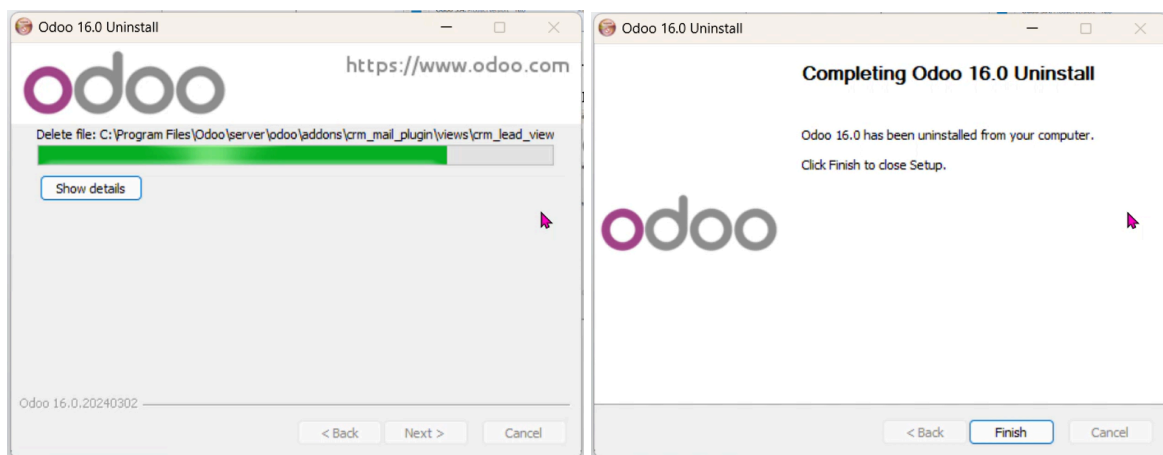 Odoo 16.0 Uninstall
odoo
https://www.odoo.com
Delete file: C:\Program Files\Odoo\server\odoo\addons\crm_mail_plugin\views\crm_lead_view
Show details
Odoo 16.0.20240302
< Back
Next >
Cancel
Odoo 16.0 Uninstall
Completing Odoo 16.0 Uninstall
Odoo 16.0 has been uninstalled from your computer.
Click Finish to close Setup.
odoo
< Back
Finish
Cancel